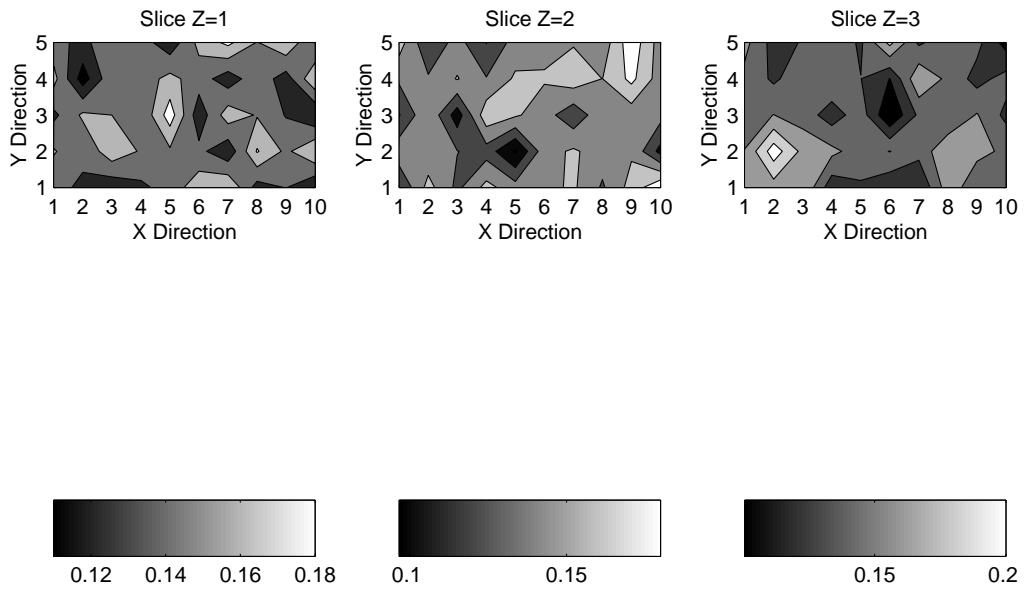 Slice Z=1
5
4
3
2
1
Y Direction
1 2 3 4 5 6 7 8 9 10
X Direction
Slice Z=2
5
4
3
2
1
Y Direction
1 2 3 4 5 6 7 8 9 10
X Direction
Slice Z=3
5
4
3
2
1
Y Direction
1 2 3 4 5 6 7 8 9 10
X Direction
0.12 0.14 0.16 0.18
0.1 0.15
0.15 0.2